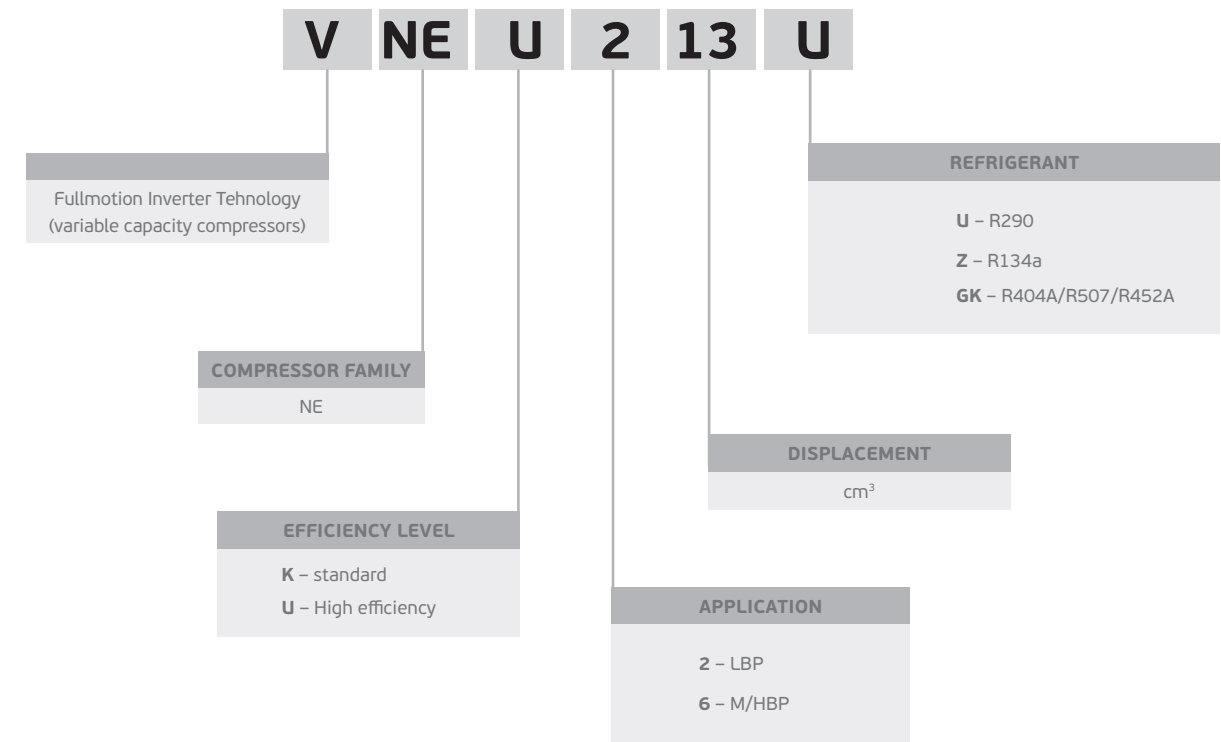 V NE U 2 13 U
REFRIGERANT
U – R290
Z – R134a
GK – R404A/R507/R452A
Fullmotion Inverter Tehnology
(variable capacity compressors)
COMPRESSOR FAMILY
NE
DISPLACEMENT
cm³
EFFICIENCY LEVEL
K – standard
U – High efficiency
APPLICATION
2 – LBP
6 – M/HBP